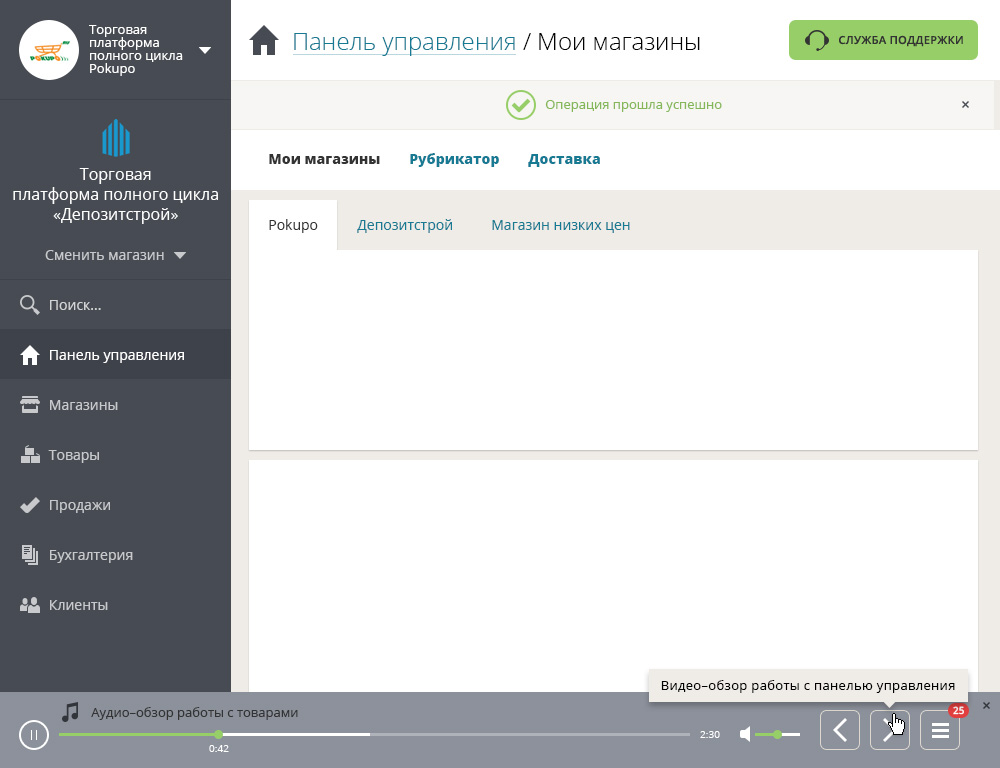 Торговая
платформа
полного цикла
Pokupo
POKUPO
Панель управления / Мои магазины
СЛУЖБА ПОДДЕРЖКИ
Операция прошла успешно
×
Торговая
платформа полного цикла
«Депозитстрой»
Сменить магазин
Мои магазины Рубрикатор Доставка
Pokupo Депозитстрой Магазин низких цен
Поиск...
Панель управления
Магазины
Товары
Продажи
Бухгалтерия
Клиенты
Видео–обзор работы с панелью управления
Аудио–обзор работы с товарами
×
25
0:42
2:30